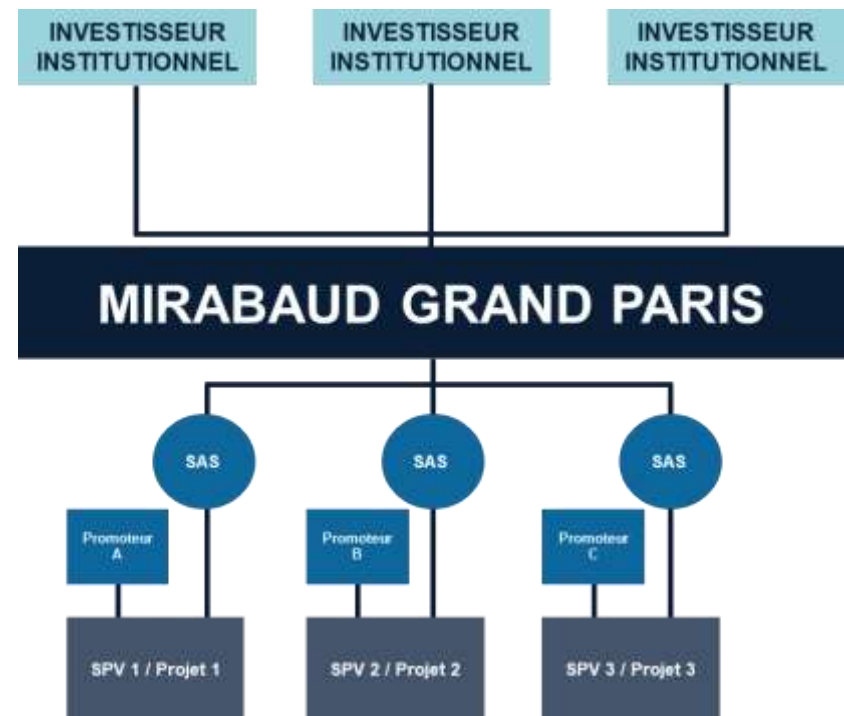 INVESTISSEUR
INSTITUTIONNEL
INVESTISSEUR
INSTITUTIONNEL
INVESTISSEUR
INSTITUTIONNEL
MIRABAUD GRAND PARIS
SAS
SAS
SAS
Promoteur
A
Promoteur
B
Promoteur
C
SPV 1 / Projet 1
SPV 2 / Projet 2
SPV 3 / Projet 3